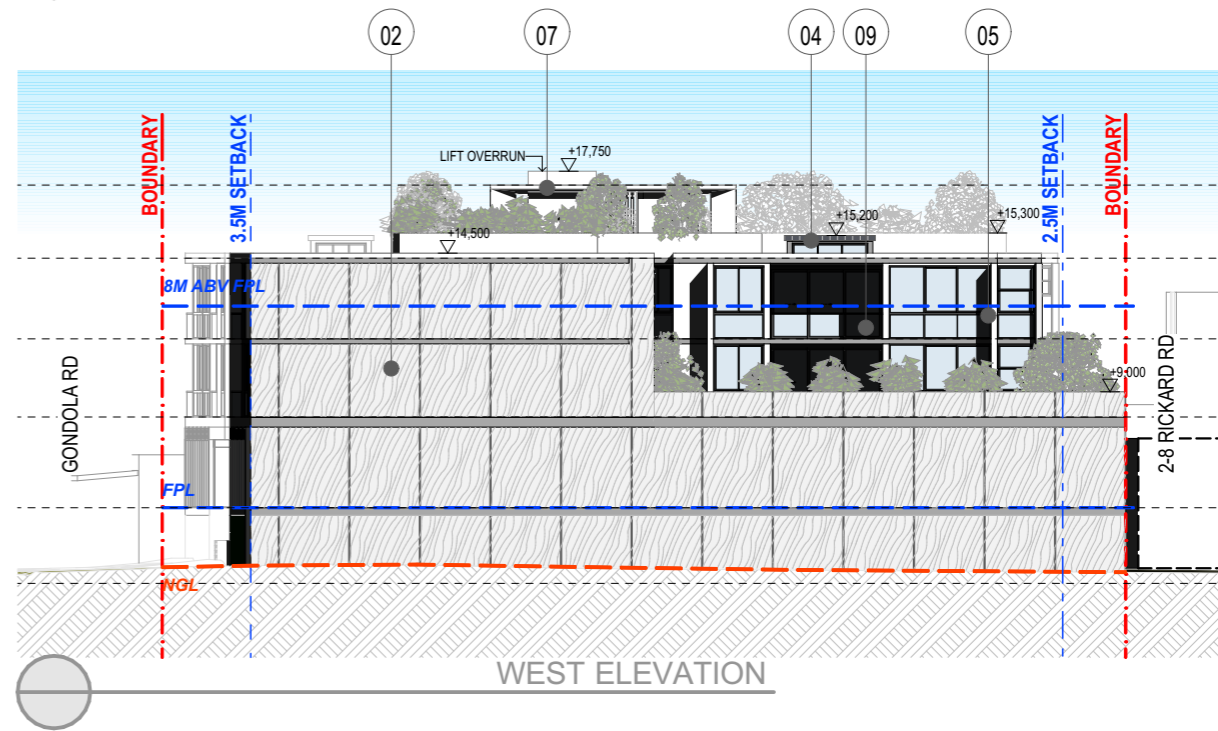 02
07
04
09
05
BOUNDARY
3.5M SETBACK
2.5M SETBACK
BOUNDARY
LIFT OVERRUN
+17,750
+14,500
+15,200
+15,300
8M ABV FPL
+9,000
GONDOLA RD
2-8 RICKARD RD
FPL
NGL
WEST ELEVATION